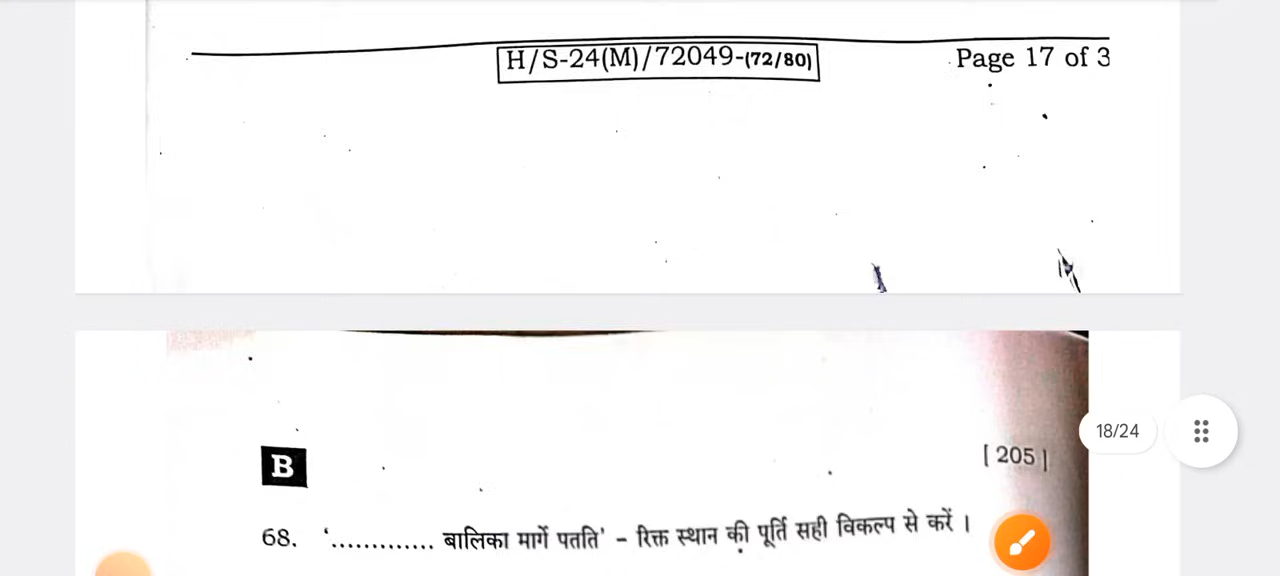 H/S-24(M)/72049-(72/80)
Page 17 of 3
18/24
B
[ 205 ]
68. '............. बालिका मार्गे पतति' - रिक्त स्थान की पूर्ति सही विकल्प से करें ।